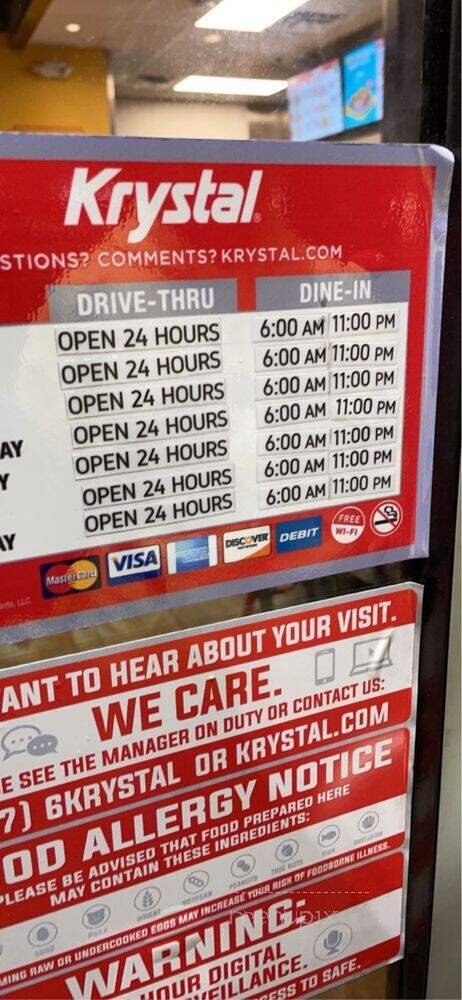 Krystal
STIONS? COMMENTS? KRYSTAL.COM
DRIVE-THRU DINE-IN
OPEN 24 HOURS 6:00 AM 11:00 PM
OPEN 24 HOURS 6:00 AM 11:00 PM
OPEN 24 HOURS 6:00 AM 11:00 PM
OPEN 24 HOURS 6:00 AM 11:00 PM
AY OPEN 24 HOURS 6:00 AM 11:00 PM
Y OPEN 24 HOURS 6:00 AM 11:00 PM
AY OPEN 24 HOURS 6:00 AM 11:00 PM
MasterCard VISA DISCOVER NETWORK DEBIT FREE WI-FI
LLC
ANT TO HEAR ABOUT YOUR VISIT.
WE CARE.
E SEE THE MANAGER ON DUTY OR CONTACT US:
7) 6KRYSTAL OR KRYSTAL.COM
OD ALLERGY NOTICE
PLEASE BE ADVISED THAT FOOD PREPARED HERE
MAY CONTAIN THESE INGREDIENTS:
EGGS PORK WHEAT SOYBEAN PEANUTS TREE NUTS FISH SHELLFISH
MING RAW OR UNDERCOOKED EGGS MAY INCREASE YOUR RISK OF FOODBORNE ILLNESS.
WARNING:
HOUR DIGITAL
VEILLANCE.
ESS TO SAFE.